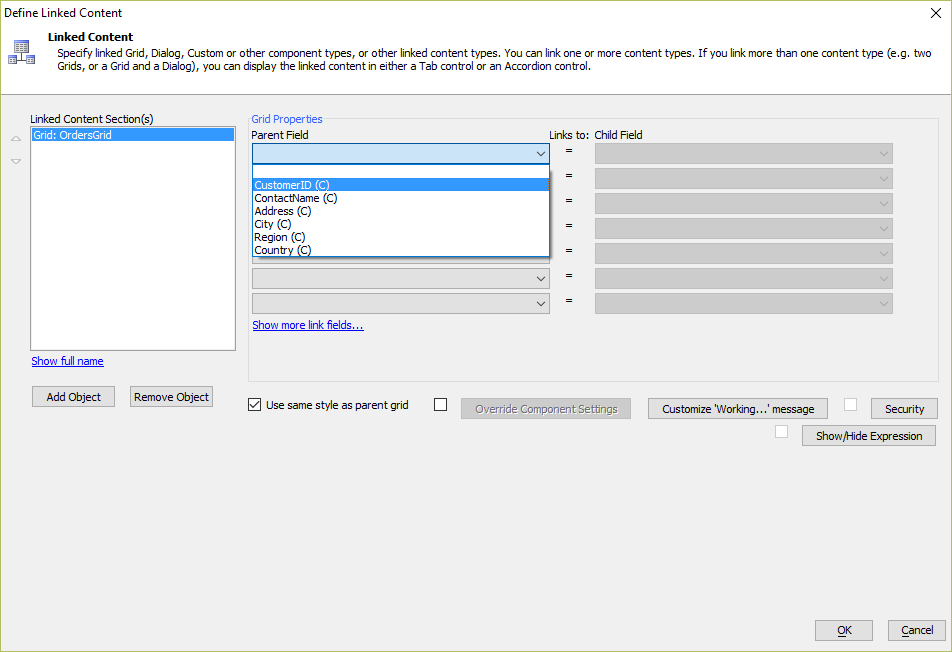 Define Linked Content
Linked Content
Specify linked Grid, Dialog, Custom or other component types, or other linked content types. You can link one or more content types. If you link more than one content type (e.g. two
Grids, or a Grid and a Dialog), you can display the linked content in either a Tab control or an Accordion control.
Linked Content Section(s)
Grid: OrdersGrid
Show full name
Add Object
Remove Object
Grid Properties
Parent Field
Links to:
Child Field
=
=
=
=
=
=
=
CustomerID (C)
ContactName (C)
Address (C)
City (C)
Region (C)
Country (C)
Show more link fields...
Use same style as parent grid
Override Component Settings
Customize 'Working...' message
Security
Show/Hide Expression
OK
Cancel